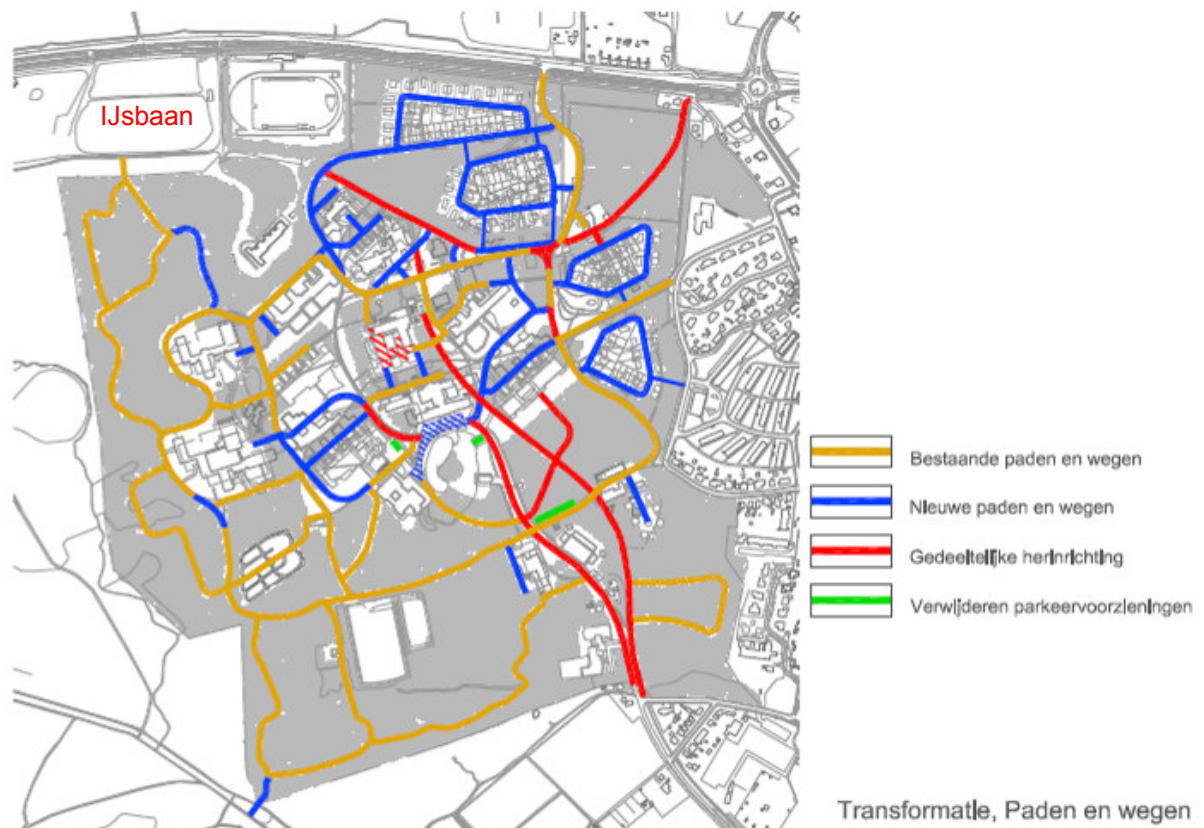 IJsbaan
Bestaande paden en wegen
Nieuwe paden en wegen
Gedeeltelijke herinrichting
Verwijderen parkeervoorzieningen
Transformatie, Paden en wegen